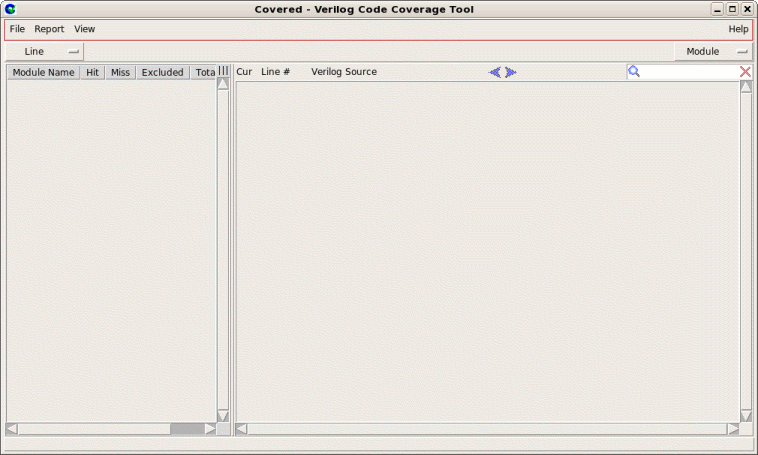 Covered - Verilog Code Coverage Tool
File Report View Help
Line Module
Module Name Hit Miss Excluded Tota Cur Line # Verilog Source